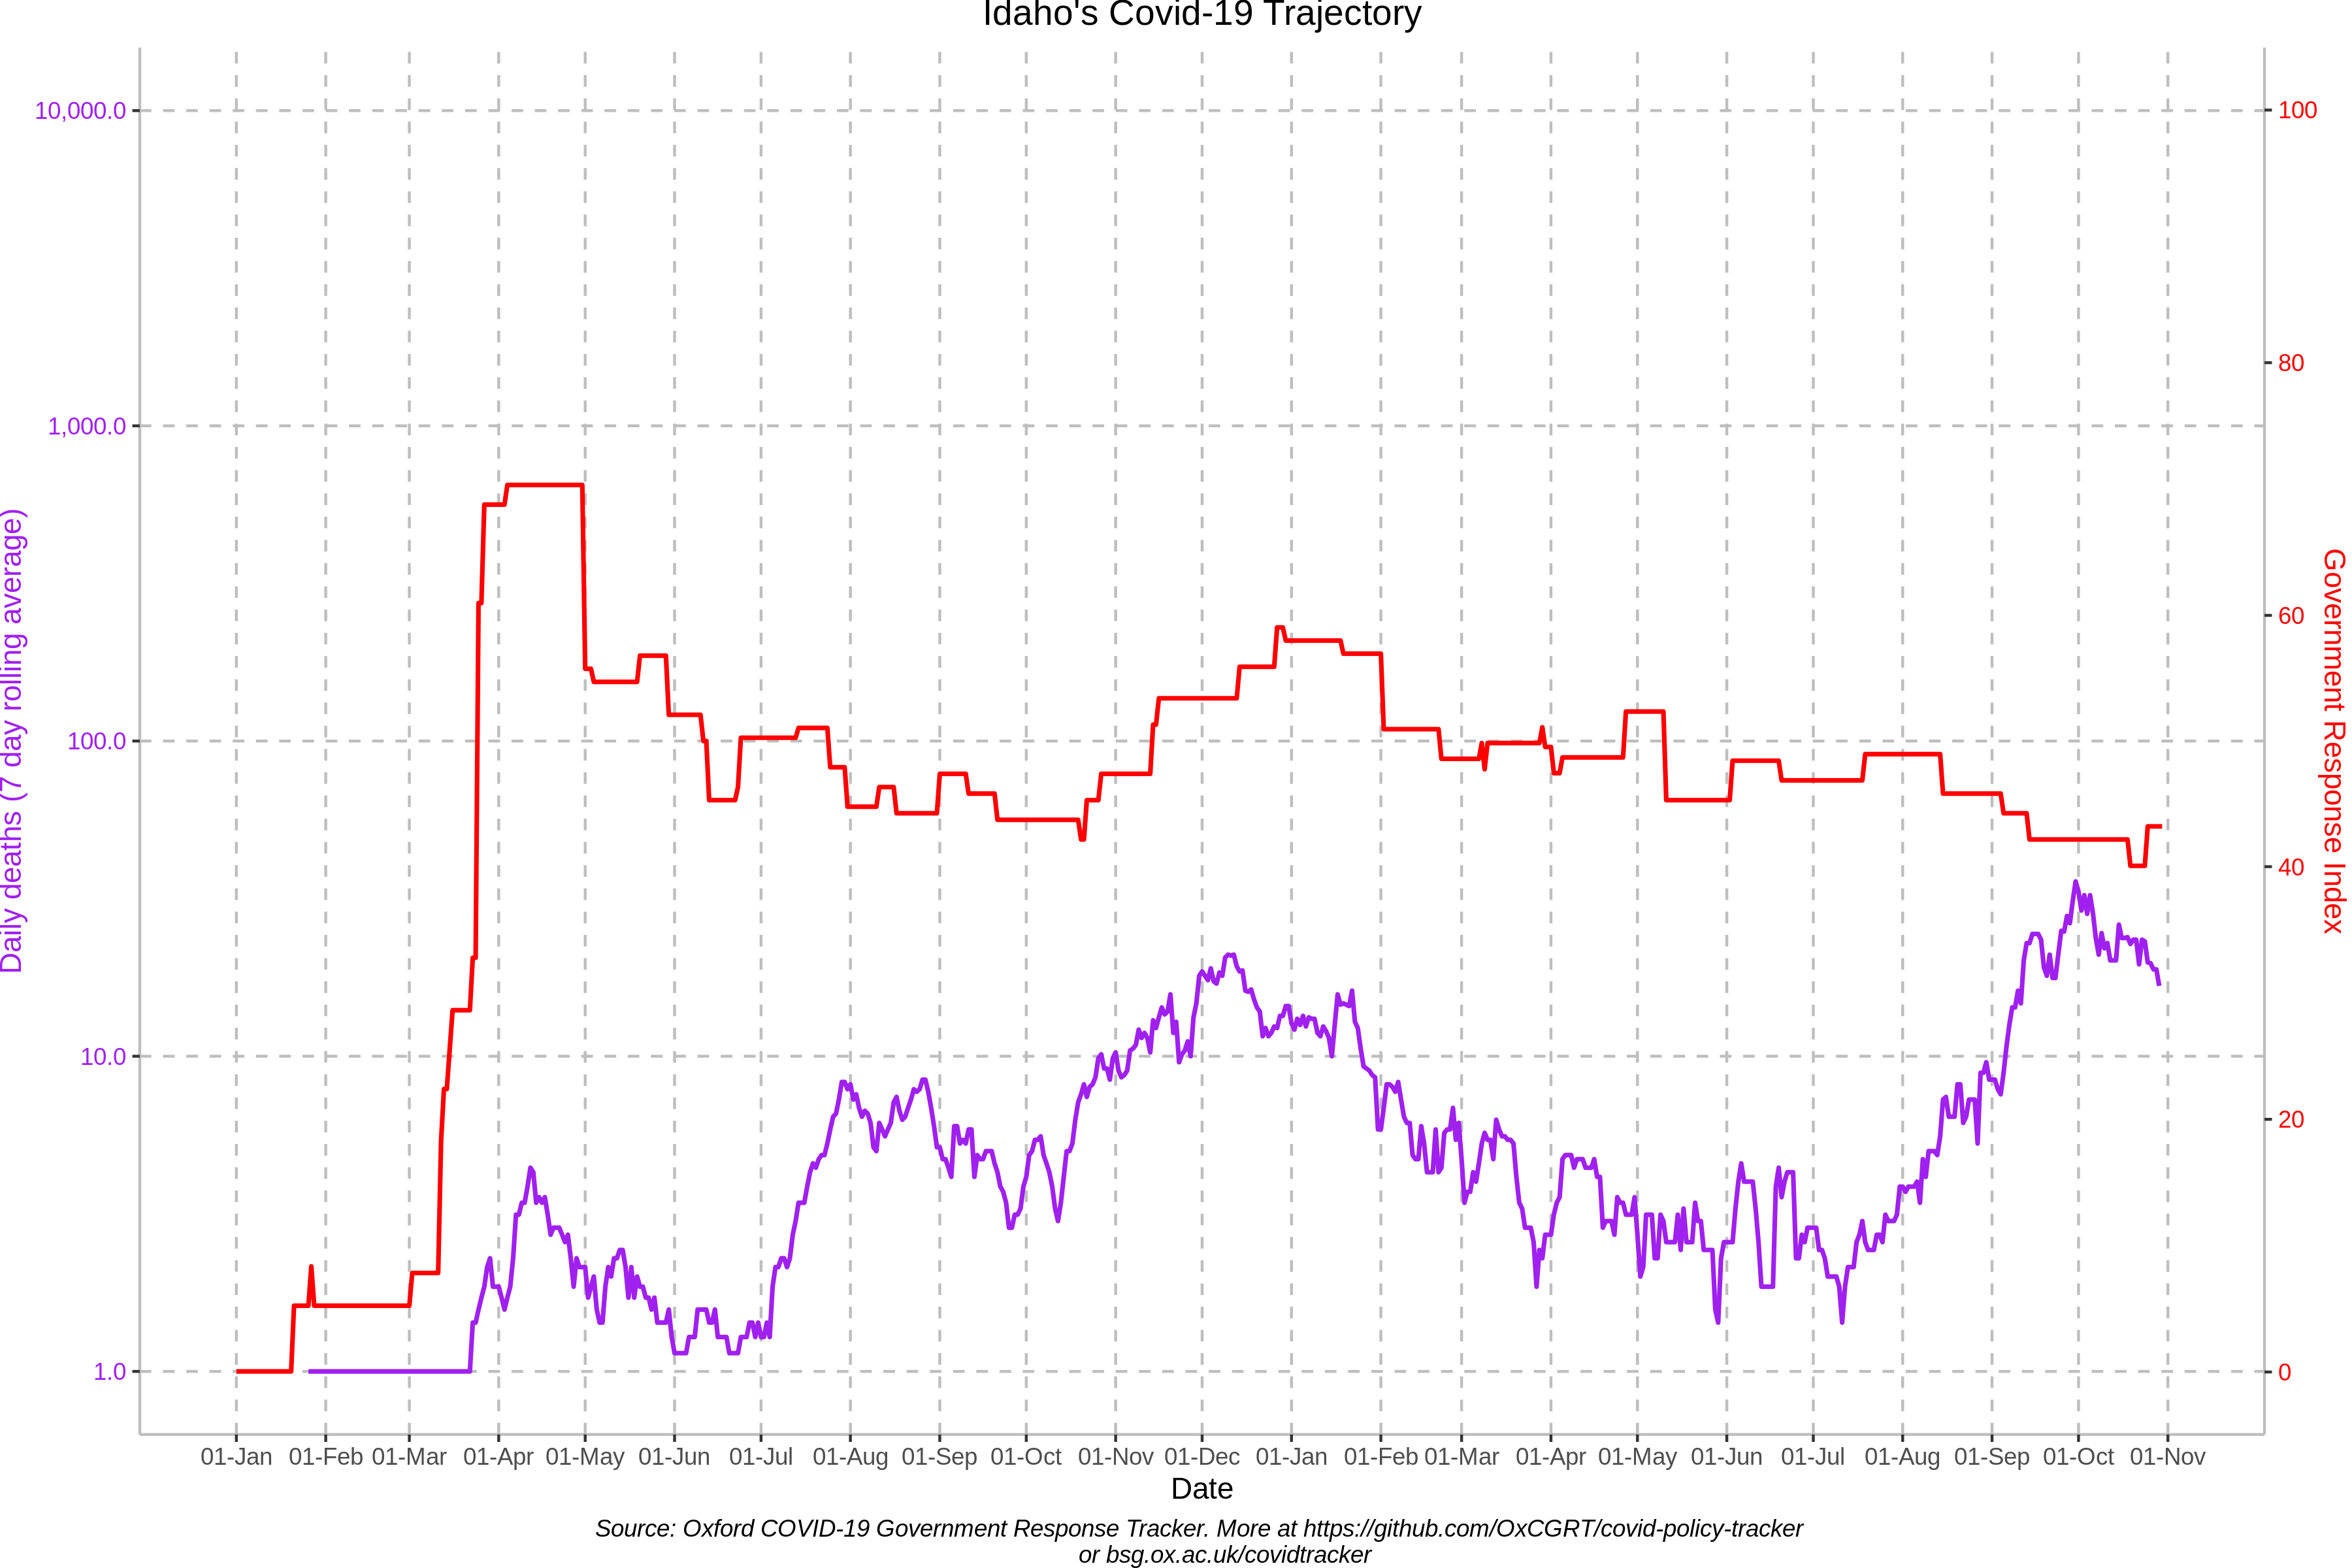 Idaho's Covid-19 Trajectory
10,000.0
1,000.0
100.0
10.0
1.0
Daily deaths (7 day rolling average)
100
80
60
40
20
0
Government Response Index
01-Jan 01-Feb 01-Mar 01-Apr 01-May 01-Jun 01-Jul 01-Aug 01-Sep 01-Oct 01-Nov 01-Dec 01-Jan 01-Feb 01-Mar 01-Apr 01-May 01-Jun 01-Jul 01-Aug 01-Sep 01-Oct 01-Nov
Date
Source: Oxford COVID-19 Government Response Tracker. More at https://github.com/OxCGRT/covid-policy-tracker
or bsg.ox.ac.uk/covidtracker